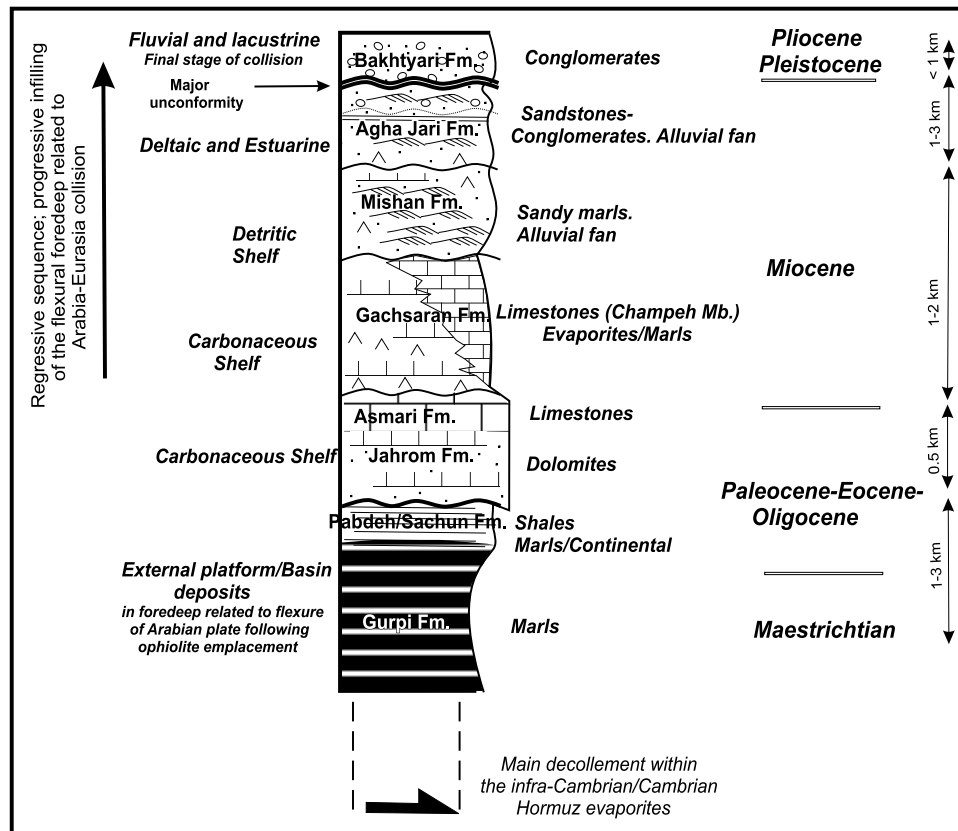 Regressive sequence; progressive infilling
of the flexural foredeep related to
Arabia-Eurasia collision
Fluvial and lacustrine
Final stage of collision
Major
unconformity
Deltaic and Estuarine
Detritic
Shelf
Carbonaceous
Shelf
Carbonaceous Shelf
External platform/Basin
deposits
in foredeep related to flexure
of Arabian plate following
ophiolite emplacement
Bakhtyari Fm.
Agha Jari Fm.
Mishan Fm.
Gachsaran Fm.
Asmari Fm.
Jahrom Fm.
Pabdeh/Sachun Fm.
Gurpi Fm.
Conglomerates
Sandstones-
Conglomerates. Alluvial fan
Sandy marls.
Alluvial fan
Limestones (Champeh Mb.)
Evaporites/Marls
Limestones
Dolomites
Shales
Marls/Continental
Marls
Main decollement within
the infra-Cambrian/Cambrian
Hormuz evaporites
Pliocene
Pleistocene
Miocene
Paleocene-Eocene-
Oligocene
Maestrichtian
< 1 km
1-3 km
1-2 km
0.5 km
1-3 km